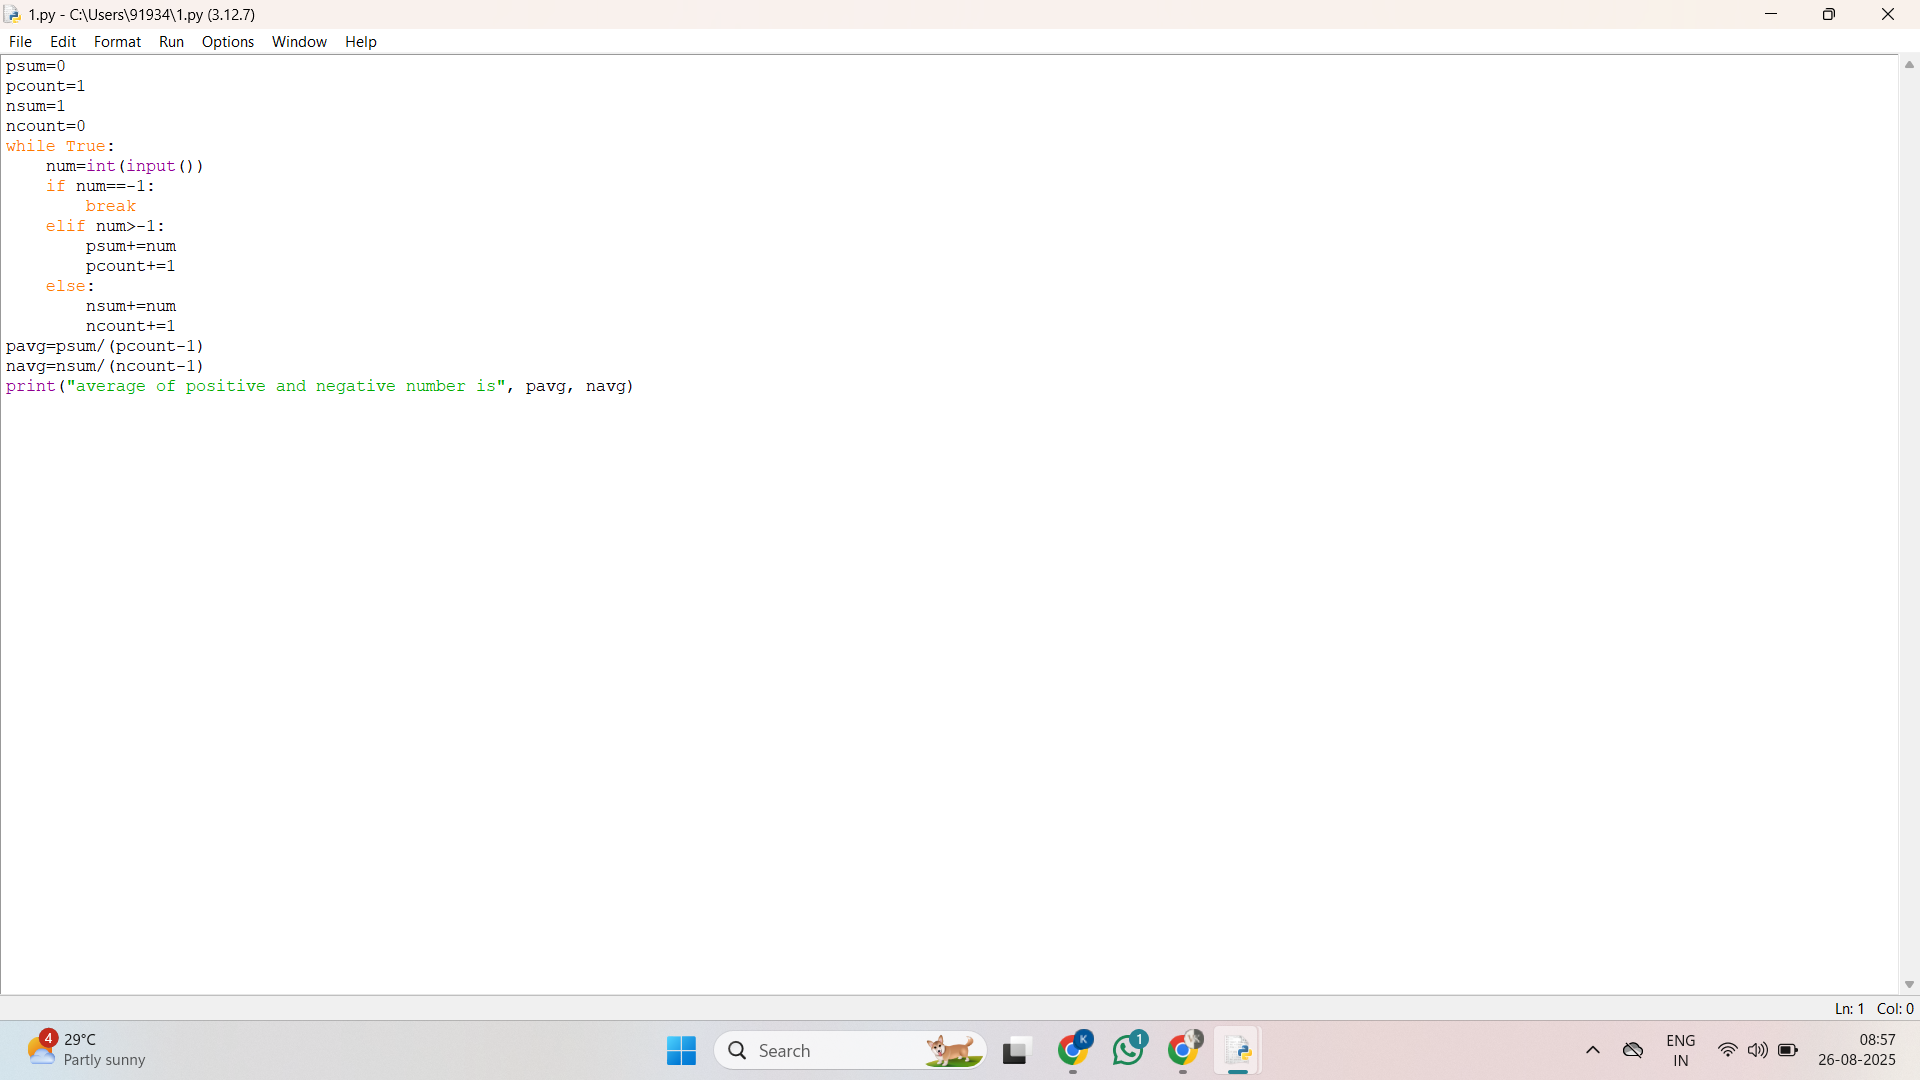 1.py - C:\Users\91934\1.py (3.12.7)
File Edit Format Run Options Window Help
psum=0
pcount=1
nsum=1
ncount=0
while True:
    num=int(input())
    if num==-1:
        break
    elif num>-1:
        psum+=num
        pcount+=1
    else:
        nsum+=num
        ncount+=1
pavg=psum/(pcount-1)
navg=nsum/(ncount-1)
print("average of positive and negative number is", pavg, navg)
Ln: 1 Col: 0
4
29°C
Partly sunny
Search
K
1
VK
ENG
IN
08:57
26-08-2025